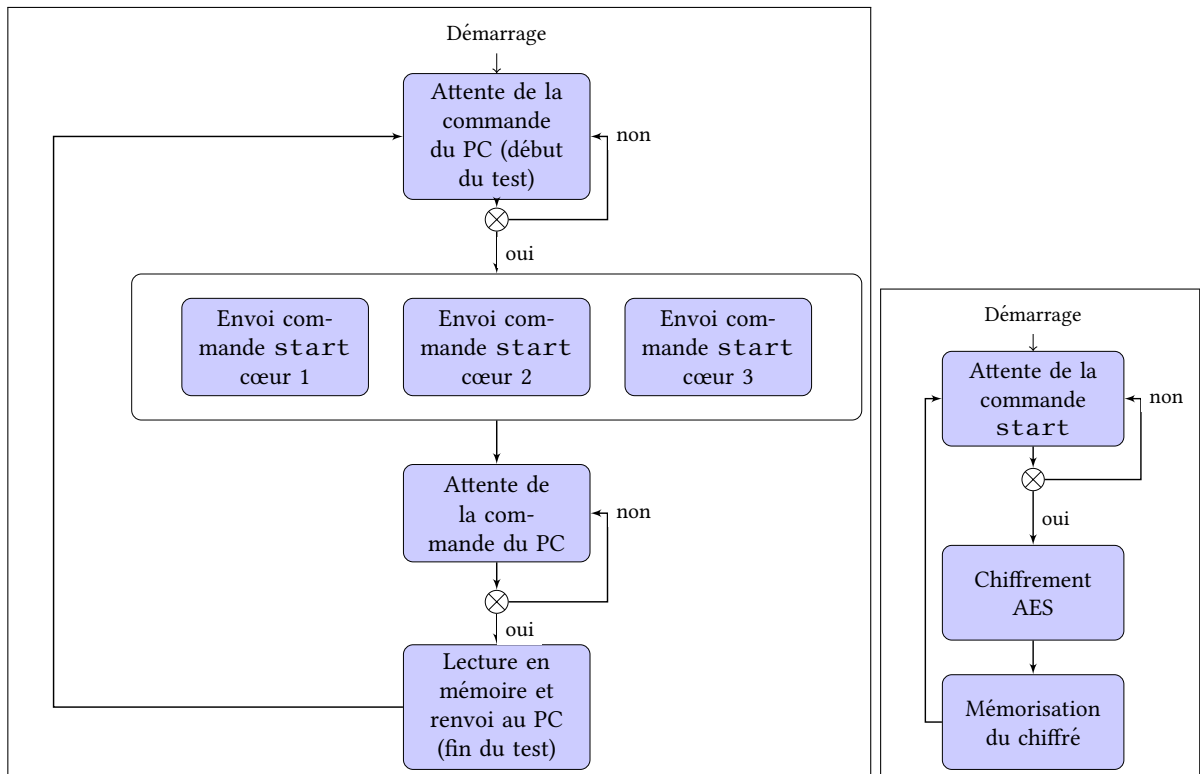 Démarrage
Attente de la
commande
du PC (début
du test)
non
oui
Envoi com-
mande start
cœur 1
Envoi com-
mande start
cœur 2
Envoi com-
mande start
cœur 3
Attente de
la com-
mande du PC
non
oui
Lecture en
mémoire et
renvoi au PC
(fin du test)
Démarrage
Attente de la
commande
start
non
oui
Chiffrement
AES
Mémorisation
du chiffré